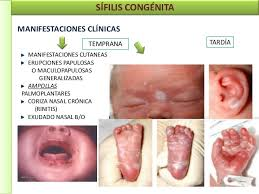 SÍFILIS CONGÉNITA
MANIFESTACIONES CLÍNICAS
TEMPRANA
TARDÍA
MANIFESTACIONES CUTANEAS
ERUPCIONES PAPULOSAS
O MACULOPAPULOSAS
GENERALIZADAS
AMPOLLAS
PALMOPLANTARES
CORIZA NASAL CRÓNICA
(RINITIS)
EXUDADO NASAL B/O